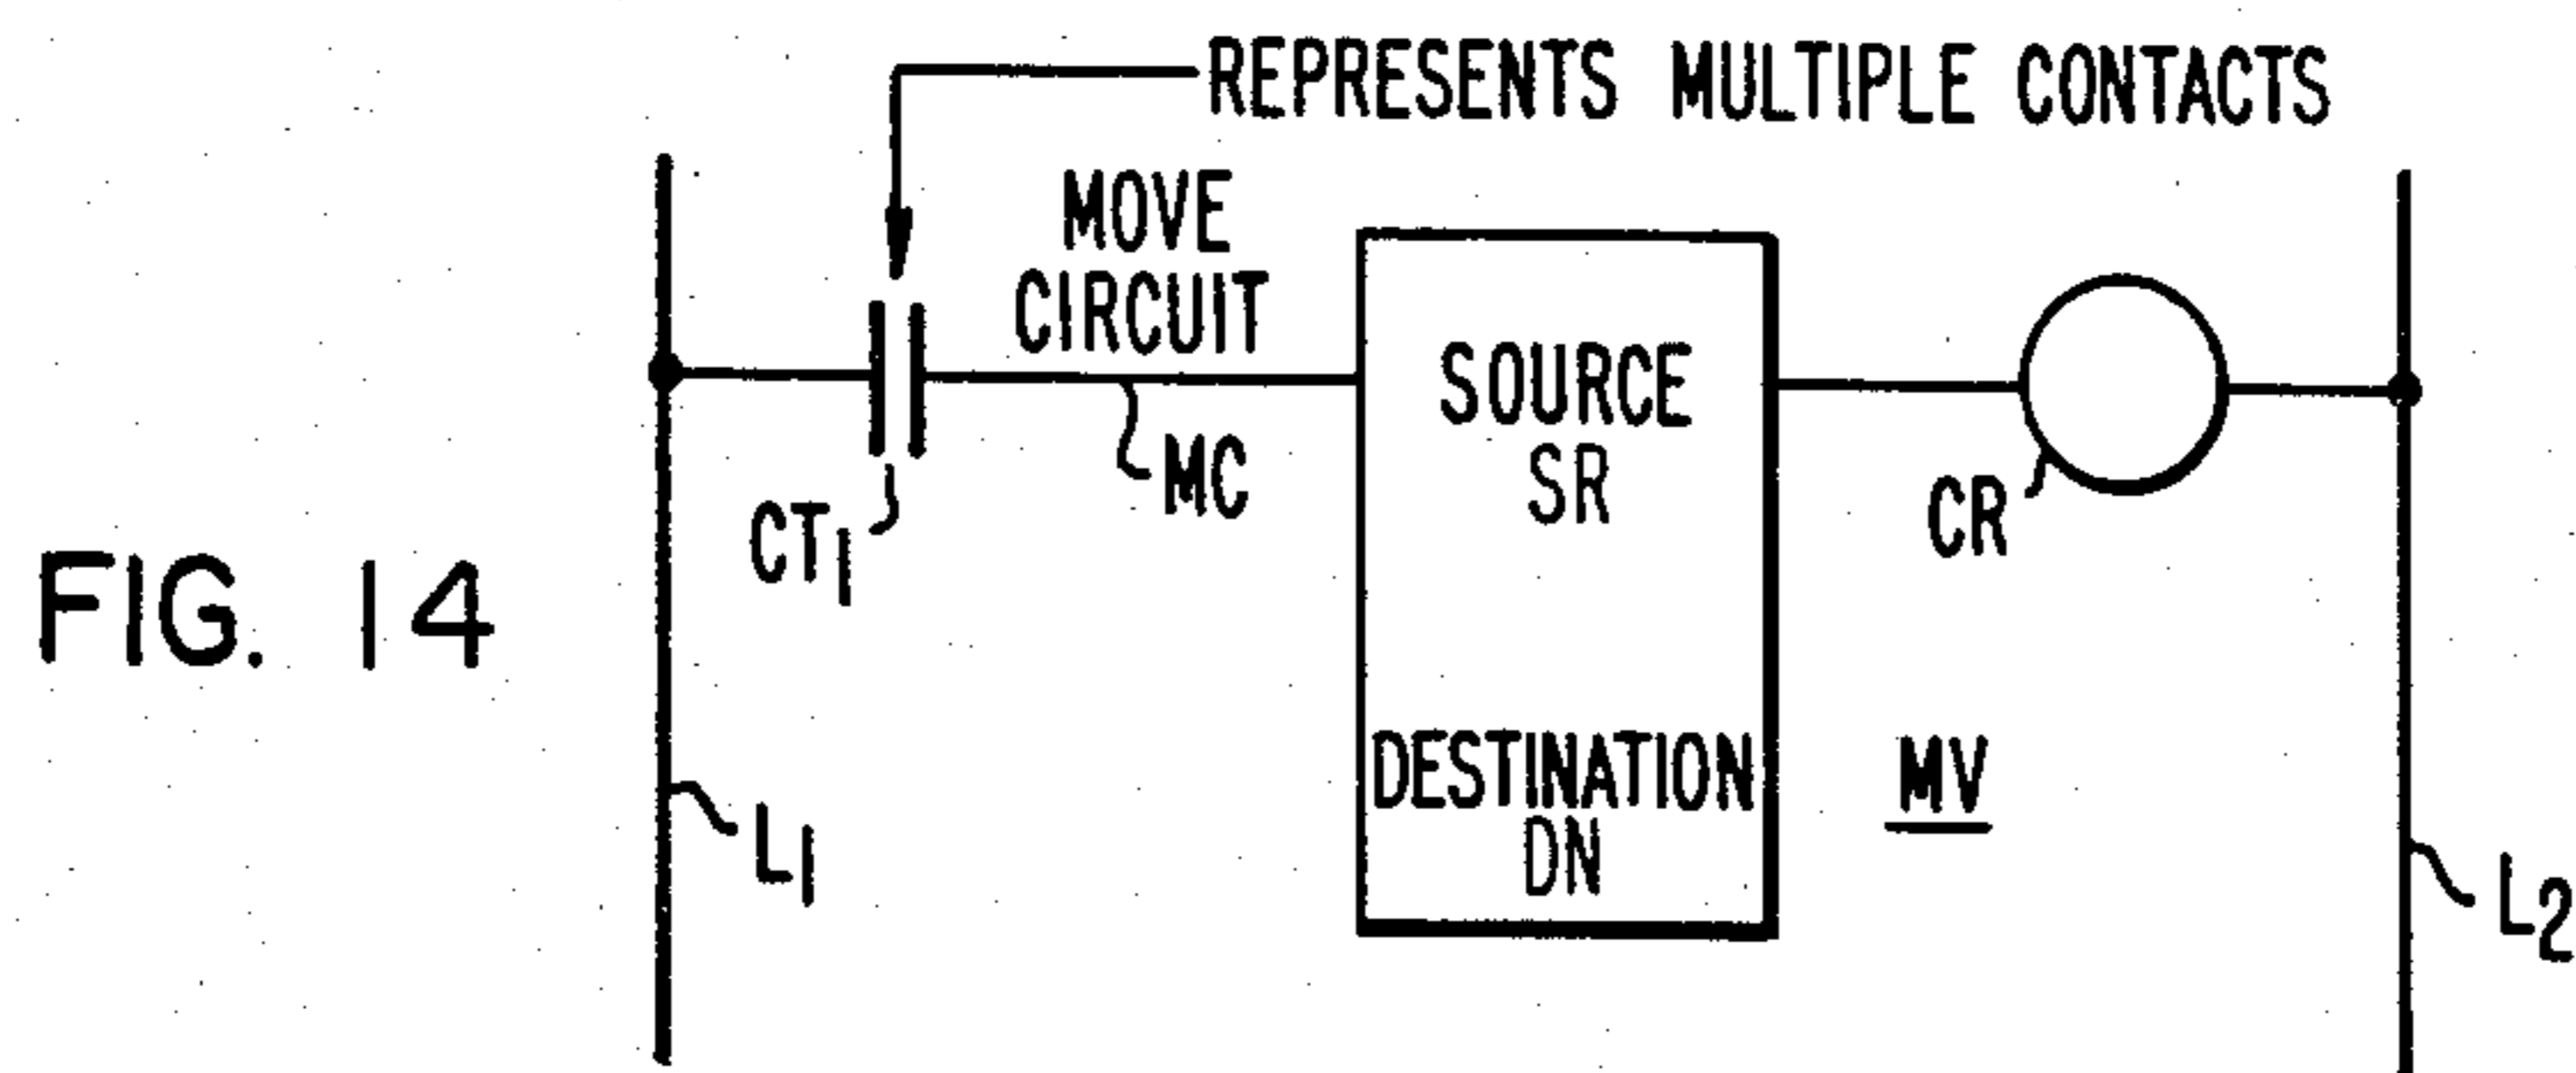 REPRESENTS MULTIPLE CONTACTS
MOVE
CIRCUIT
SOURCE
SR
MC
CT1
CR
FIG. 14
DESTINATION
DN
MV
L1
L2